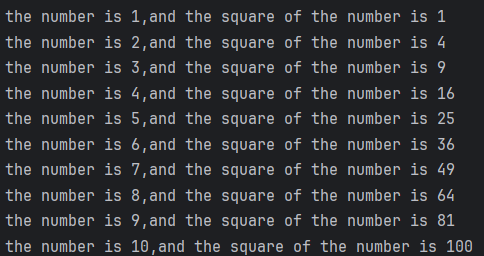 the number is 1,and the square of the number is 1
the number is 2,and the square of the number is 4
the number is 3,and the square of the number is 9
the number is 4,and the square of the number is 16
the number is 5,and the square of the number is 25
the number is 6,and the square of the number is 36
the number is 7,and the square of the number is 49
the number is 8,and the square of the number is 64
the number is 9,and the square of the number is 81
the number is 10,and the square of the number is 100